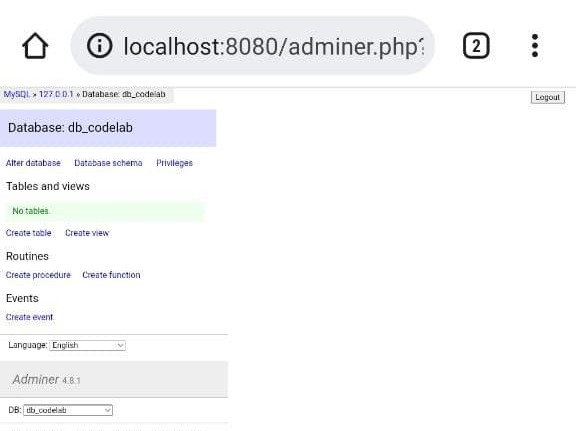 localhost:8080/adminer.php?
2
MySQL » 127.0.0.1 » Database: db_codelab
Logout
Database: db_codelab
Alter database Database schema Privileges
Tables and views
No tables.
Create table Create view
Routines
Create procedure Create function
Events
Create event
Language: English
Adminer 4.8.1
DB: db_codelab